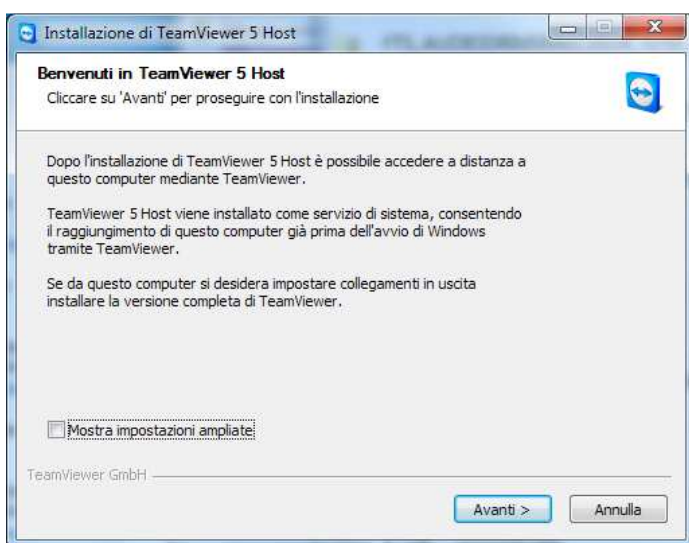 Installazione di TeamViewer 5 Host
Benvenuti in TeamViewer 5 Host
Cliccare su 'Avanti' per proseguire con l'installazione
Dopo l'installazione di TeamViewer 5 Host è possibile accedere a distanza a
questo computer mediante TeamViewer.
TeamViewer 5 Host viene installato come servizio di sistema, consentendo
il raggiungimento di questo computer già prima dell'avvio di Windows
tramite TeamViewer.
Se da questo computer si desidera impostare collegamenti in uscita
installare la versione completa di TeamViewer.
Mostra impostazioni ampliate
TeamViewer GmbH
Avanti >
Annulla